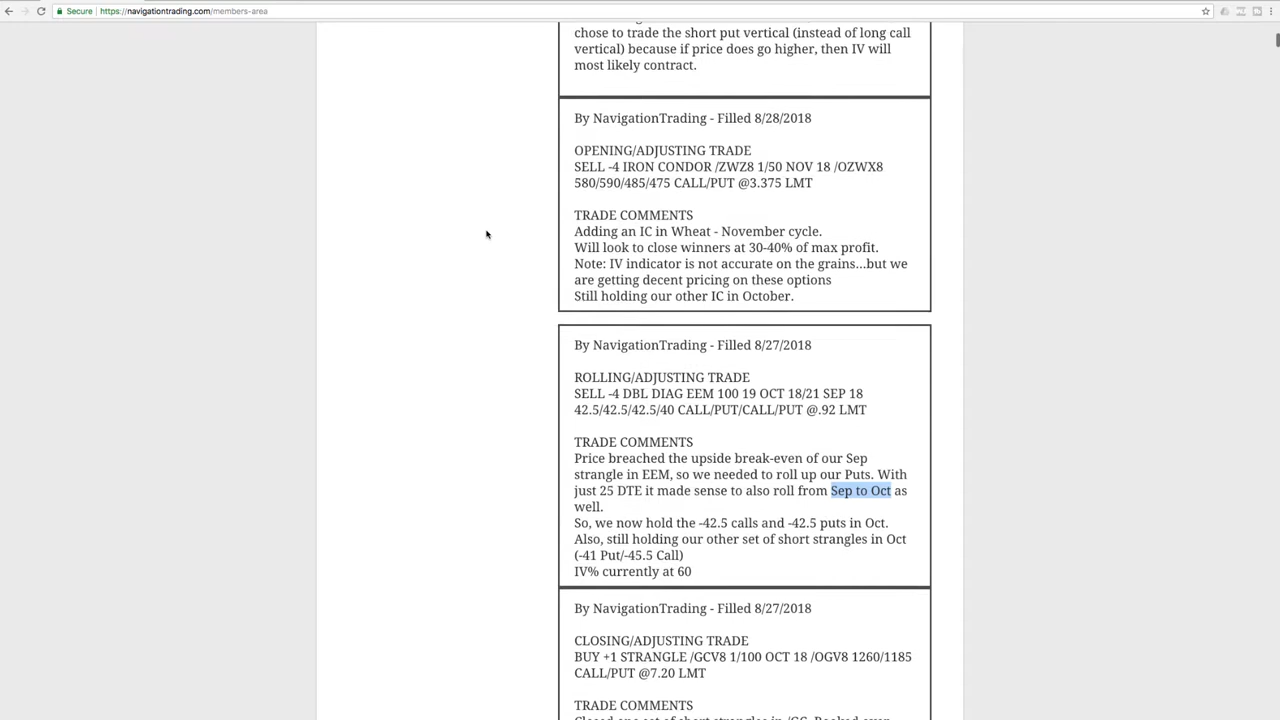 Secure https://navigationtrading.com/members-area
chose to trade the short put vertical (instead of long call
vertical) because if price does go higher, then IV will
most likely contract.
By NavigationTrading - Filled 8/28/2018
OPENING/ADJUSTING TRADE
SELL -4 IRON CONDOR /ZWZ8 1/50 NOV 18 /OZWX8
580/590/485/475 CALL/PUT @3.375 LMT
TRADE COMMENTS
Adding an IC in Wheat - November cycle.
Will look to close winners at 30-40% of max profit.
Note: IV indicator is not accurate on the grains...but we
are getting decent pricing on these options
Still holding our other IC in October.
By NavigationTrading - Filled 8/27/2018
ROLLING/ADJUSTING TRADE
SELL -4 DBL DIAG EEM 100 19 OCT 18/21 SEP 18
42.5/42.5/42.5/40 CALL/PUT/CALL/PUT @.92 LMT
TRADE COMMENTS
Price breached the upside break-even of our Sep
strangle in EEM, so we needed to roll up our Puts. With
just 25 DTE it made sense to also roll from Sep to Oct as
well.
So, we now hold the -42.5 calls and -42.5 puts in Oct.
Also, still holding our other set of short strangles in Oct
(-41 Put/-45.5 Call)
IV% currently at 60
By NavigationTrading - Filled 8/27/2018
CLOSING/ADJUSTING TRADE
BUY +1 STRANGLE /GCV8 1/100 OCT 18 /OGV8 1260/1185
CALL/PUT @7.20 LMT
TRADE COMMENTS